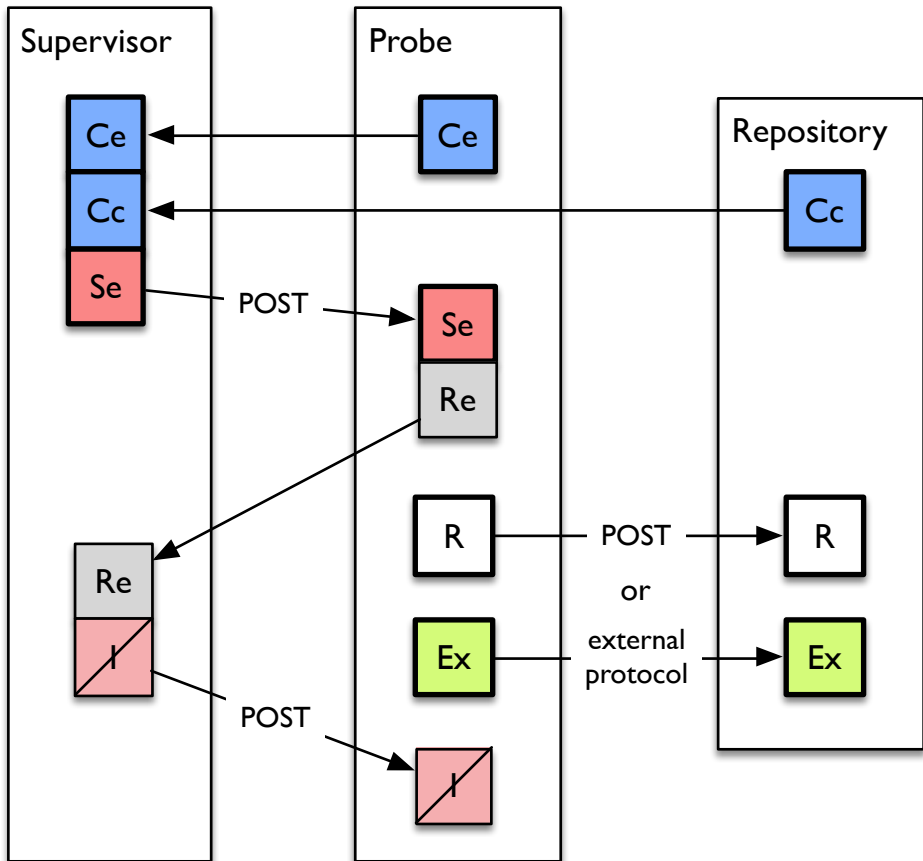 Supervisor
Probe
Repository
Ce
Ce
Cc
Cc
Se
POST
Se
Re
R
POST
R
or
Re
I
Ex
external
protocol
Ex
POST
I